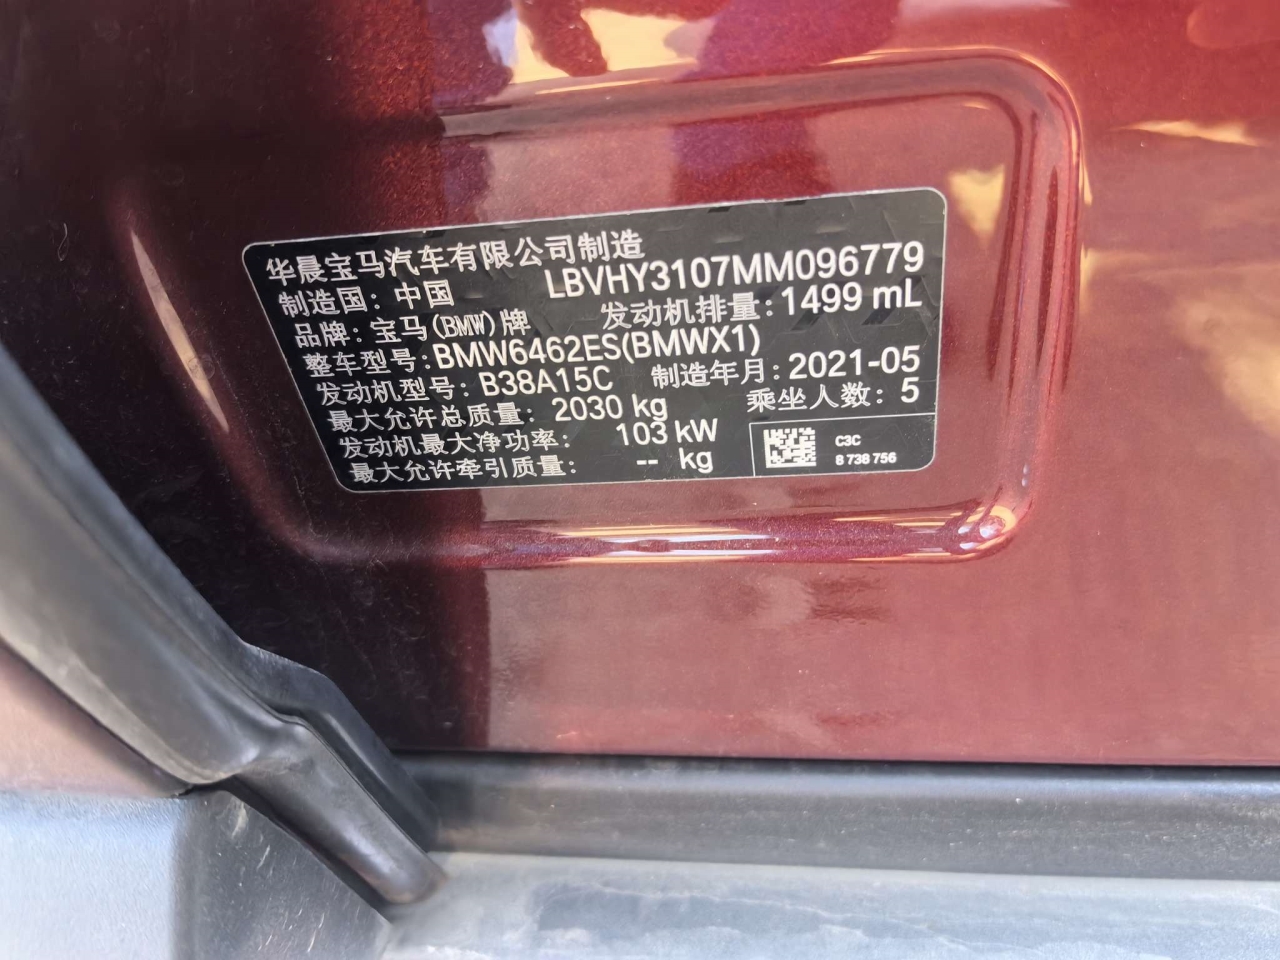 华晨宝马汽车有限公司制造
LBVHY3107MM096779
制造国：中国
发动机排量：1499 mL
品牌：宝马(BMW)牌
整车型号：BMW6462ES(BMWX1)
发动机型号：B38A15C 制造年月：2021-05
最大允许总质量：2030 kg 乘坐人数：5
发动机最大净功率：103 kW
最大允许牵引质量：-- kg
C3C
8 738 756